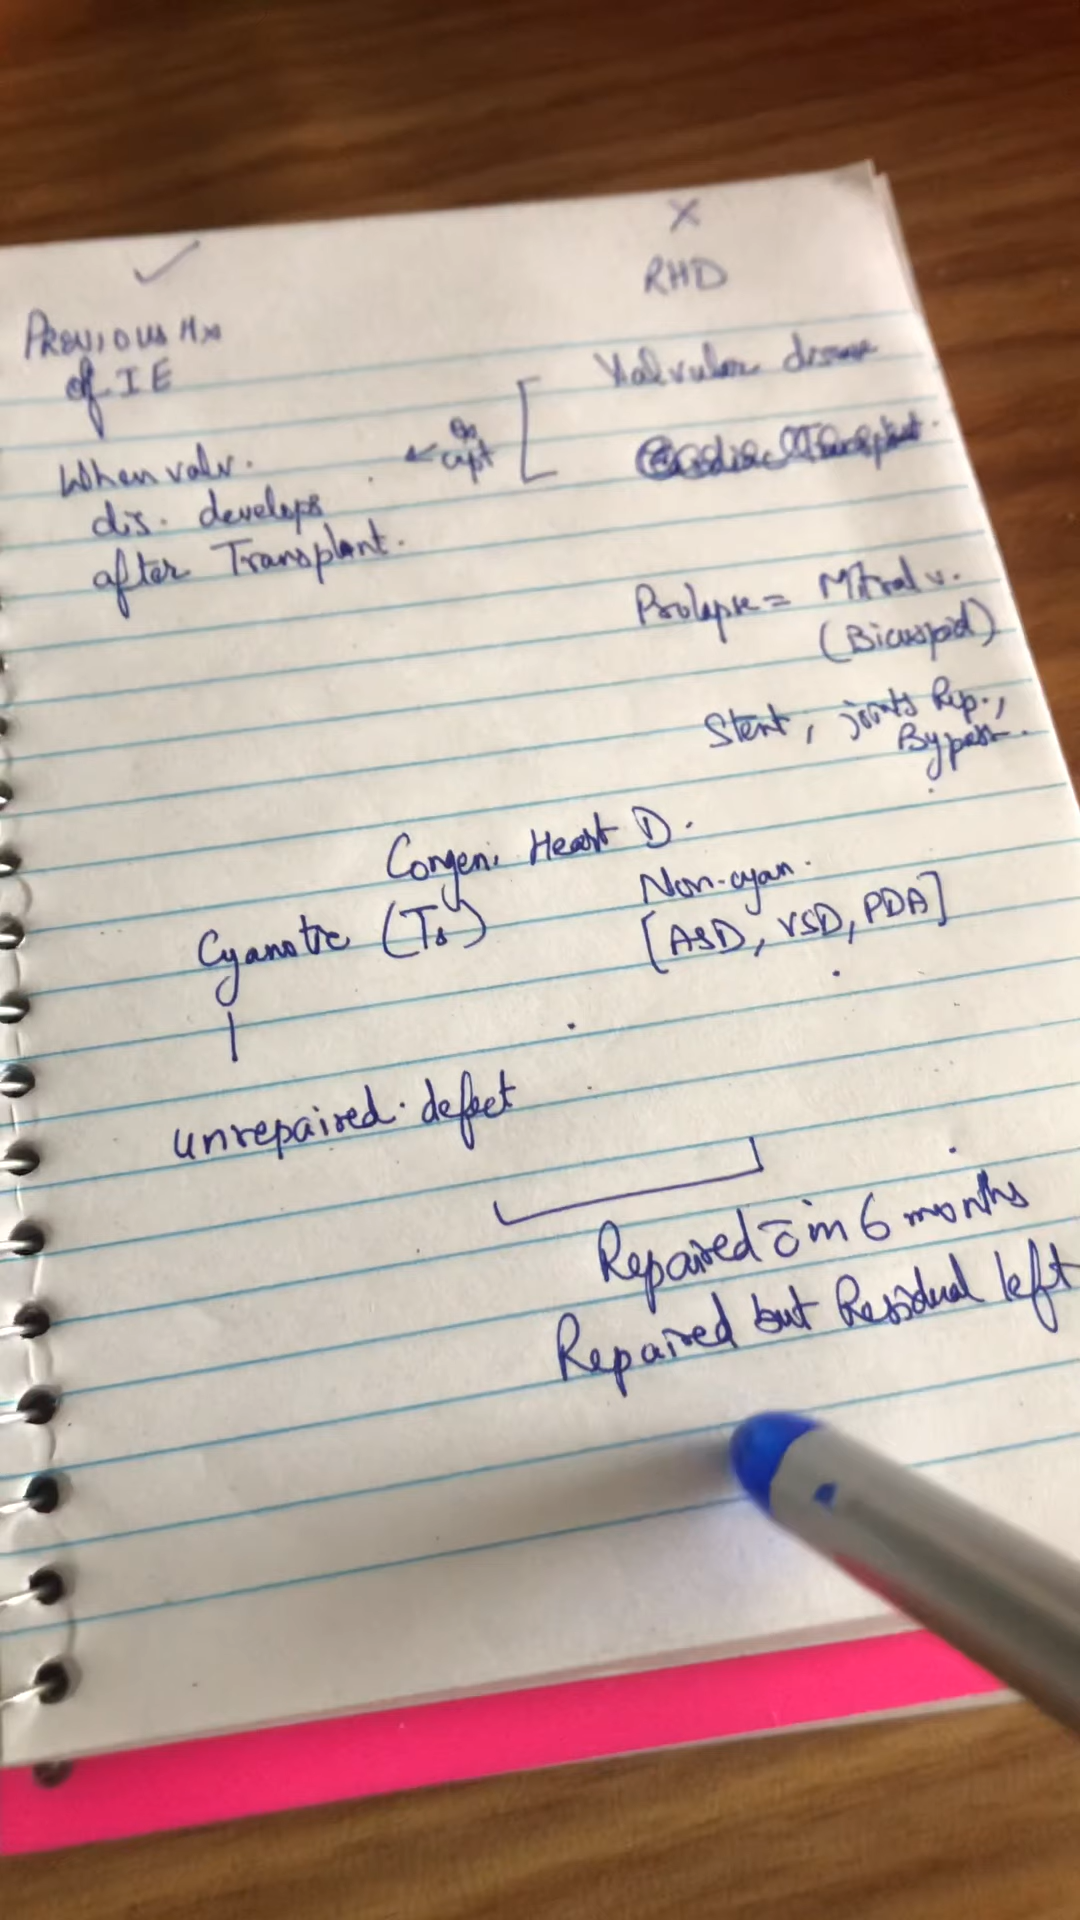 ✓
×
RHD
Previous Hx
of IE
Valvular disease
When valv.
dis. develops
after Transplant.
Prolapse = Mitral v.
(Bicuspid)
Stent, joints Rep.,
Bypass.
Congen. Heart D.
Cyanotic (Ts)
Non-cyan.
[ASD, VSD, PDA]
unrepaired defect
Repaired c̄ in 6 months
Repaired but Residual left